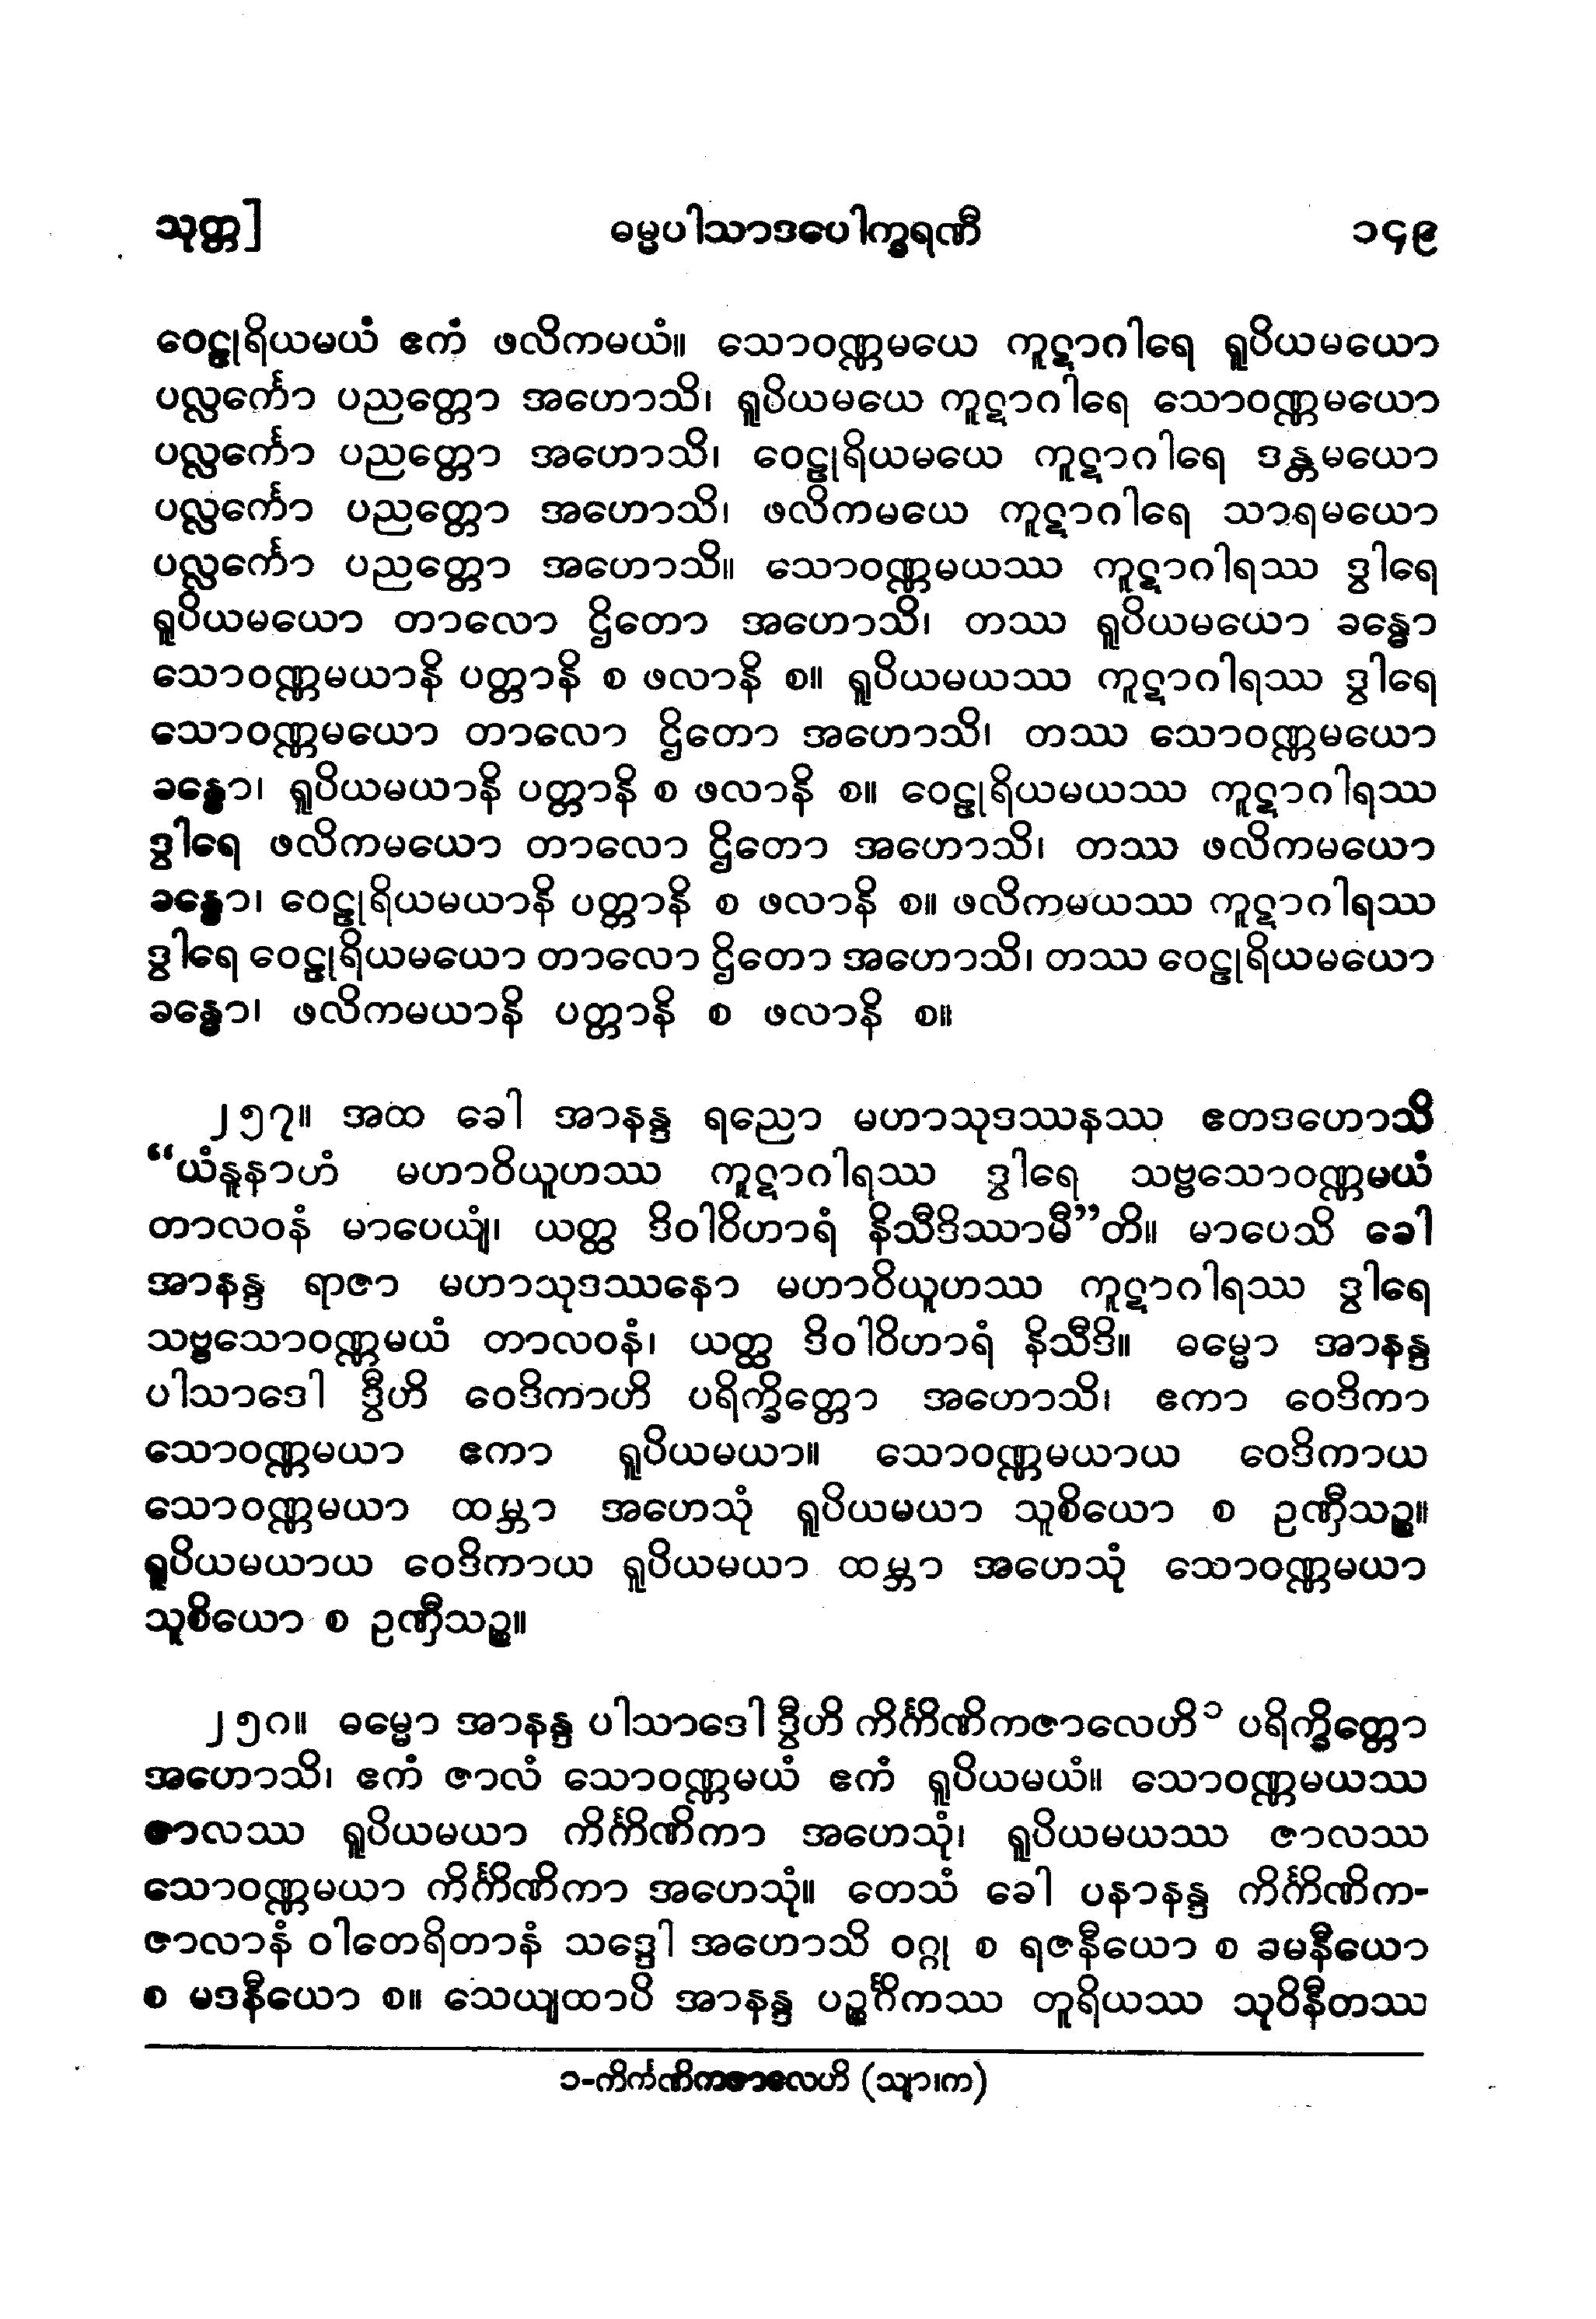 သုတ္တ] ဓမ္မပါသာဒပေါက္ခရဏီ ၁၄၉
ဝေဠုရိယမယံ ဧကံ ဖလိကမယံ။ သောဝဏ္ဏမယေ ကူဋာဂါရေ ရူပိယမယော
ပလ္လင်္ကော ပညတ္တော အဟောသိ၊ ရူပိယမယေ ကူဋာဂါရေ သောဝဏ္ဏမယော
ပလ္လင်္ကော ပညတ္တော အဟောသိ၊ ဝေဠုရိယမယေ ကူဋာဂါရေ ဒန္တမယော
ပလ္လင်္ကော ပညတ္တော အဟောသိ၊ ဖလိကမယေ ကူဋာဂါရေ သာရမယော
ပလ္လင်္ကော ပညတ္တော အဟောသိ။ သောဝဏ္ဏမယဿ ကူဋာဂါရဿ ဒွါရေ
ရူပိယမယော တာလော ဌိတော အဟောသိ၊ တဿ ရူပိယမယော ခန္ဓော
သောဝဏ္ဏမယာနိ ပတ္တာနိ စ ဖလာနိ စ။ ရူပိယမယဿ ကူဋာဂါရဿ ဒွါရေ
သောဝဏ္ဏမယော တာလော ဌိတော အဟောသိ၊ တဿ သောဝဏ္ဏမယော
ခန္ဓော၊ ရူပိယမယာနိ ပတ္တာနိ စ ဖလာနိ စ။ ဝေဠုရိယမယဿ ကူဋာဂါရဿ
ဒွါရေ ဖလိကမယော တာလော ဌိတော အဟောသိ၊ တဿ ဖလိကမယော
ခန္ဓော၊ ဝေဠုရိယမယာနိ ပတ္တာနိ စ ဖလာနိ စ။ ဖလိကမယဿ ကူဋာဂါရဿ
ဒွါရေ ဝေဠုရိယမယော တာလော ဌိတော အဟောသိ၊ တဿ ဝေဠုရိယမယော
ခန္ဓော၊ ဖလိကမယာနိ ပတ္တာနိ စ ဖလာနိ စ။
၂၅၇။ အထ ခေါ အာနန္ဒ ရညော မဟာသုဒဿနဿ ဧတဒဟောသိ
“ယံနူနာဟံ မဟာဝိယူဟဿ ကူဋာဂါရဿ ဒွါရေ သဗ္ဗသောဝဏ္ဏမယံ
တာလဝနံ မာပေယျံ၊ ယတ္ထ ဒိဝါဝိဟာရံ နိသီဒိဿာမီ”တိ။ မာပေသိ ခေါ
အာနန္ဒ ရာဇာ မဟာသုဒဿနော မဟာဝိယူဟဿ ကူဋာဂါရဿ ဒွါရေ
သဗ္ဗသောဝဏ္ဏမယံ တာလဝနံ၊ ယတ္ထ ဒိဝါဝိဟာရံ နိသီဒိ။ ဓမ္မော အာနန္ဒ
ပါသာဒေါ ဒွီဟိ ဝေဒိကာဟိ ပရိက္ခိတ္တော အဟောသိ၊ ဧကာ ဝေဒိကာ
သောဝဏ္ဏမယာ ဧကာ ရူပိယမယာ။ သောဝဏ္ဏမယာယ ဝေဒိကာယ
သောဝဏ္ဏမယာ ထမ္ဘာ အဟေသုံ ရူပိယမယာ သူစိယော စ ဥဏှီသဉ္စ။
ရူပိယမယာယ ဝေဒိကာယ ရူပိယမယာ ထမ္ဘာ အဟေသုံ သောဝဏ္ဏမယာ
သူစိယော စ ဥဏှီသဉ္စ။
၂၅၈။ ဓမ္မော အာနန္ဒ ပါသာဒေါ ဒွီဟိ ကိင်္ကိဏိကဇာလေဟိ၁ ပရိက္ခိတ္တော
အဟောသိ၊ ဧကံ ဇာလံ သောဝဏ္ဏမယံ ဧကံ ရူပိယမယံ။ သောဝဏ္ဏမယဿ
ဇာလဿ ရူပိယမယာ ကိင်္ကိဏိကာ အဟေသုံ၊ ရူပိယမယဿ ဇာလဿ
သောဝဏ္ဏမယာ ကိင်္ကိဏိကာ အဟေသုံ။ တေသံ ခေါ ပနာနန္ဒ ကိင်္ကိဏိက-
ဇာလာနံ ဝါတေရိတာနံ သဒ္ဒေါ အဟောသိ ဝဂ္ဂု စ ရဇနီယော စ ခမနီယော
စ မဒနီယော စ။ သေယျထာပိ အာနန္ဒ ပဉ္စင်္ဂိကဿ တူရိယဿ သုဝိနီတဿ
၁-ကိင်္ကဏိကဇာလေဟိ (သျာ၊က)